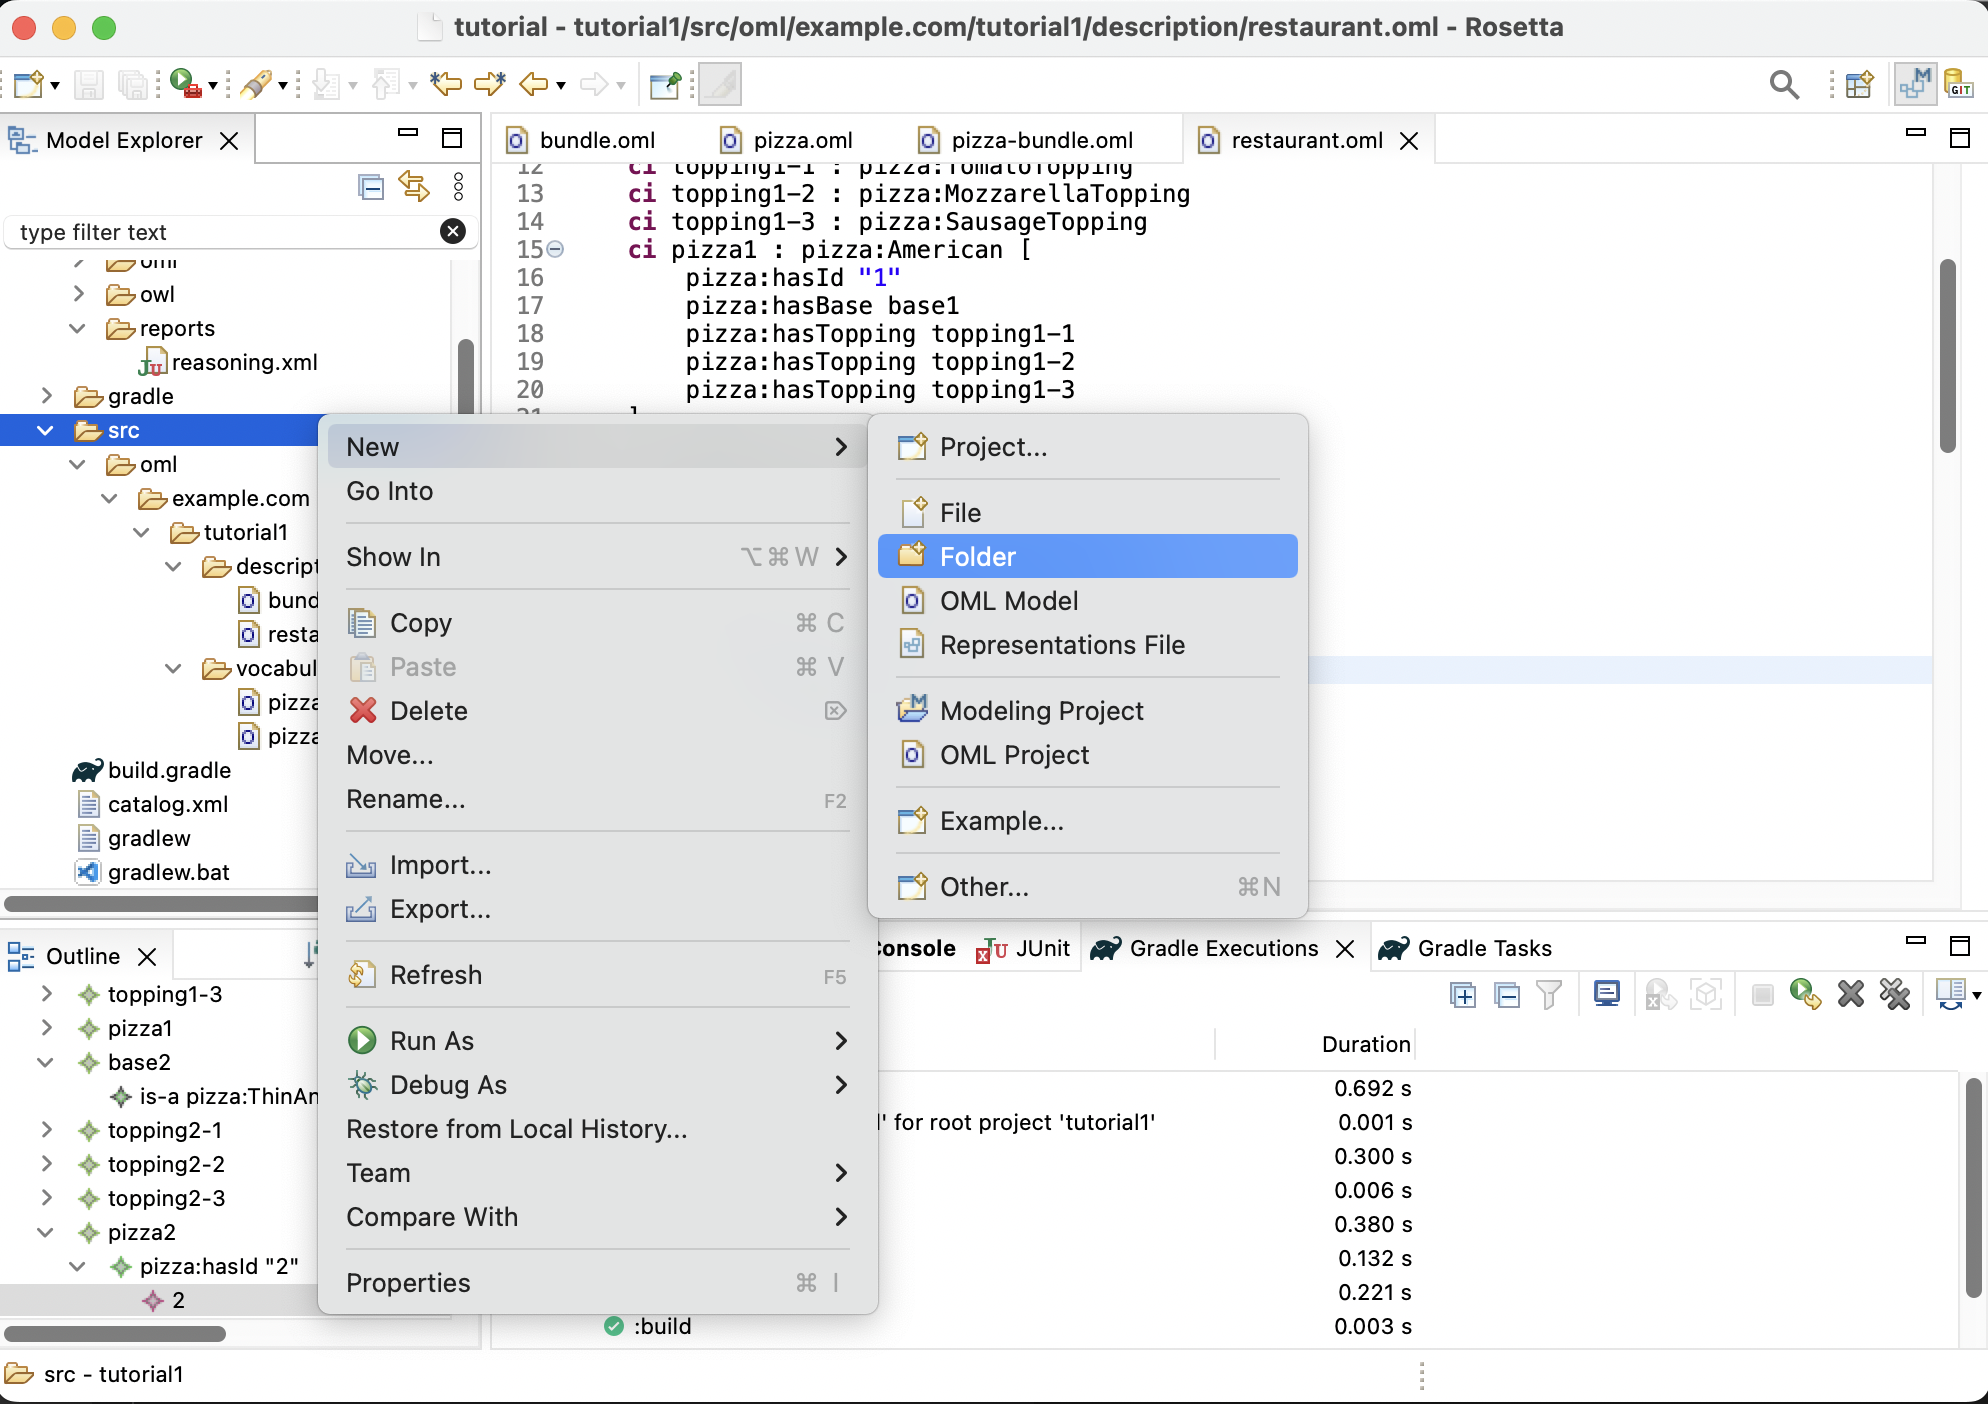 tutorial - tutorial1/src/oml/example.com/tutorial1/description/restaurant.oml - Rosetta
M
GIT
Model Explorer
type filter text
oml
owl
reports
reasoning.xml
gradle
src
oml
example.com
tutorial1
descript
bund
resta
vocabul
pizza
pizza
build.gradle
catalog.xml
gradlew
gradlew.bat
bundle.oml pizza.oml pizza-bundle.oml restaurant.oml
12 ci topping1-1 : pizza:TomatoTopping
13 ci topping1-2 : pizza:MozzarellaTopping
14 ci topping1-3 : pizza:SausageTopping
15 ci pizza1 : pizza:American [
16 pizza:hasId "1"
17 pizza:hasBase base1
18 pizza:hasTopping topping1-1
19 pizza:hasTopping topping1-2
20 pizza:hasTopping topping1-3
21 ]
New
Go Into
Show In ⌥⌘W
Copy ⌘ C
Paste ⌘ V
Delete ⌦
Move...
Rename... F2
Import...
Export...
Refresh F5
Run As
Debug As
Restore from Local History...
Team
Compare With
Properties ⌘ I
Project...
File
Folder
OML Model
Representations File
Modeling Project
OML Project
Example...
Other... ⌘N
Outline
topping1-3
pizza1
base2
is-a pizza:ThinAn
topping2-1
topping2-2
topping2-3
pizza2
pizza:hasId "2"
2
Console JUnit Gradle Executions Gradle Tasks
Duration
0.692 s
' for root project 'tutorial1' 0.001 s
0.300 s
0.006 s
0.380 s
0.132 s
0.221 s
:build 0.003 s
src - tutorial1